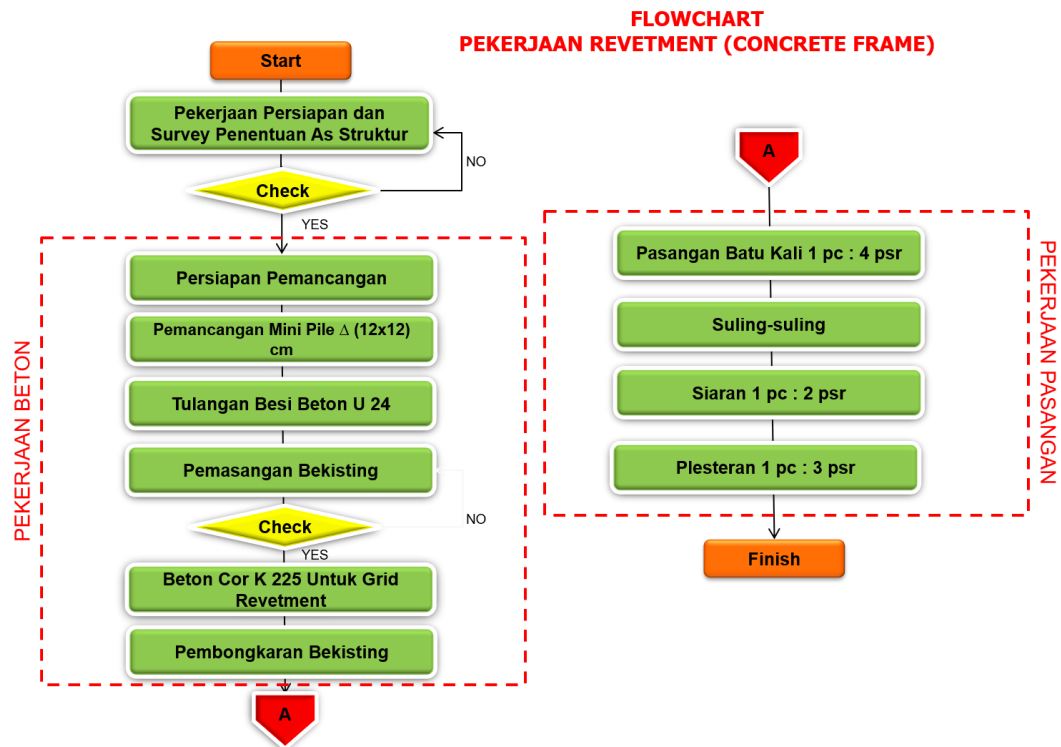 FLOWCHART
PEKERJAAN REVETMENT (CONCRETE FRAME)
Start
Pekerjaan Persiapan dan
Survey Penentuan As Struktur
NO
Check
YES
PEKERJAAN BETON
Persiapan Pemancangan
Pemancangan Mini Pile ∆ (12x12)
cm
Tulangan Besi Beton U 24
Pemasangan Bekisting
NO
Check
YES
Beton Cor K 225 Untuk Grid
Revetment
Pembongkaran Bekisting
A
A
PEKERJAAN PASANGAN
Pasangan Batu Kali 1 pc : 4 psr
Suling-suling
Siaran 1 pc : 2 psr
Plesteran 1 pc : 3 psr
Finish